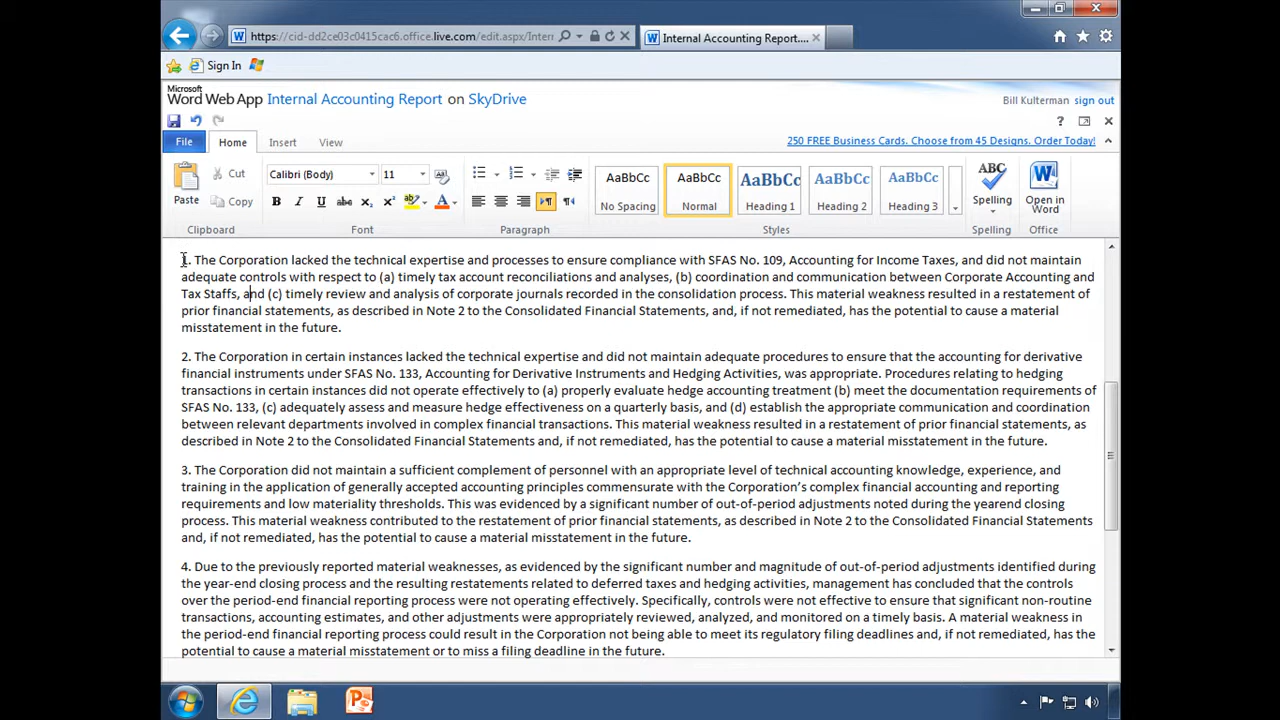 https://cid-dd2ce03c0415cac6.office.live.com/edit.aspx/Inter
Internal Accounting Report....
Sign In
Microsoft
Word Web App Internal Accounting Report on SkyDrive
Bill Kulterman sign out
File Home Insert View
250 FREE Business Cards. Choose from 45 Designs. Order Today!
Paste Cut Copy
Calibri (Body) 11
B I U abc x₂ x² A
AaBbCc AaBbCc AaBbCc AaBbCc AaBbCc
No Spacing Normal Heading 1 Heading 2 Heading 3
ABC Spelling
Open in Word
Clipboard Font Paragraph Styles Spelling Office
1. The Corporation lacked the technical expertise and processes to ensure compliance with SFAS No. 109, Accounting for Income Taxes, and did not maintain
adequate controls with respect to (a) timely tax account reconciliations and analyses, (b) coordination and communication between Corporate Accounting and
Tax Staffs, and (c) timely review and analysis of corporate journals recorded in the consolidation process. This material weakness resulted in a restatement of
prior financial statements, as described in Note 2 to the Consolidated Financial Statements, and, if not remediated, has the potential to cause a material
misstatement in the future.
2. The Corporation in certain instances lacked the technical expertise and did not maintain adequate procedures to ensure that the accounting for derivative
financial instruments under SFAS No. 133, Accounting for Derivative Instruments and Hedging Activities, was appropriate. Procedures relating to hedging
transactions in certain instances did not operate effectively to (a) properly evaluate hedge accounting treatment (b) meet the documentation requirements of
SFAS No. 133, (c) adequately assess and measure hedge effectiveness on a quarterly basis, and (d) establish the appropriate communication and coordination
between relevant departments involved in complex financial transactions. This material weakness resulted in a restatement of prior financial statements, as
described in Note 2 to the Consolidated Financial Statements and, if not remediated, has the potential to cause a material misstatement in the future.
3. The Corporation did not maintain a sufficient complement of personnel with an appropriate level of technical accounting knowledge, experience, and
training in the application of generally accepted accounting principles commensurate with the Corporation's complex financial accounting and reporting
requirements and low materiality thresholds. This was evidenced by a significant number of out-of-period adjustments noted during the yearend closing
process. This material weakness contributed to the restatement of prior financial statements, as described in Note 2 to the Consolidated Financial Statements
and, if not remediated, has the potential to cause a material misstatement in the future.
4. Due to the previously reported material weaknesses, as evidenced by the significant number and magnitude of out-of-period adjustments identified during
the year-end closing process and the resulting restatements related to deferred taxes and hedging activities, management has concluded that the controls
over the period-end financial reporting process were not operating effectively. Specifically, controls were not effective to ensure that significant non-routine
transactions, accounting estimates, and other adjustments were appropriately reviewed, analyzed, and monitored on a timely basis. A material weakness in
the period-end financial reporting process could result in the Corporation not being able to meet its regulatory filing deadlines and, if not remediated, has the
potential to cause a material misstatement or to miss a filing deadline in the future.